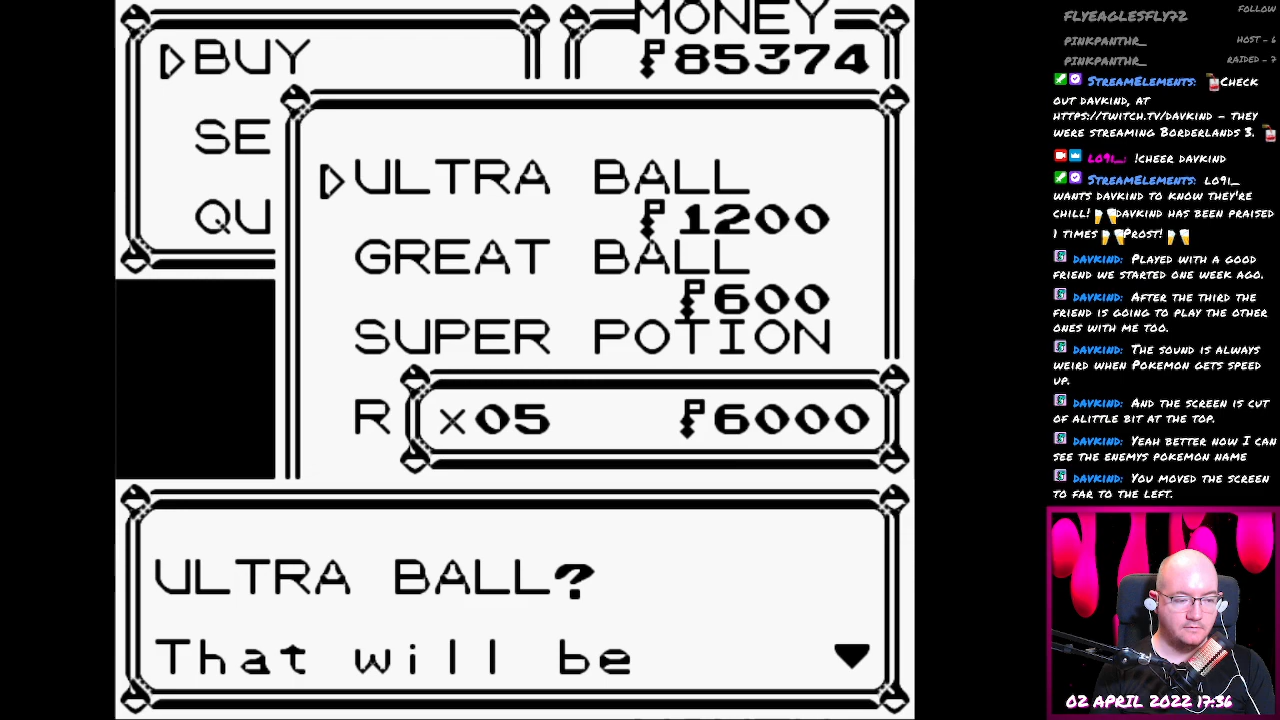 MONEY
BUY
₽85374
SE
ULTRA BALL
₽1200
QU
GREAT BALL
₽600
SUPER POTION
R
×05 ₽6000
ULTRA BALL?
That will be
FOLLOW
FLYEAGLESFLY72
PINKPANTHR_ HOST - 6
PINKPANTHR_ RAIDED - 7
STREAMELEMENTS: CHECK
OUT DAVKIND, AT
HTTPS://TWITCH.TV/DAVKIND - THEY
WERE STREAMING BORDERLANDS 3.
LO9I_: !CHEER DAVKIND
STREAMELEMENTS: LO9I_
WANTS DAVKIND TO KNOW THEY'RE
CHILL! DAVKIND HAS BEEN PRAISED
1 TIMES PROST!
DAVKIND: PLAYED WITH A GOOD
FRIEND WE STARTED ONE WEEK AGO.
DAVKIND: AFTER THE THIRD THE
FRIEND IS GOING TO PLAY THE OTHER
ONES WITH ME TOO.
DAVKIND: THE SOUND IS ALWAYS
WEIRD WHEN POKEMON GETS SPEED
UP.
DAVKIND: AND THE SCREEN IS CUT
OF ALITTLE BIT AT THE TOP.
DAVKIND: YEAH BETTER NOW I CAN
SEE THE ENEMYS POKEMON NAME
DAVKIND: YOU MOVED THE SCREEN
TO FAR TO THE LEFT.
02 APRIL 2022 17:36